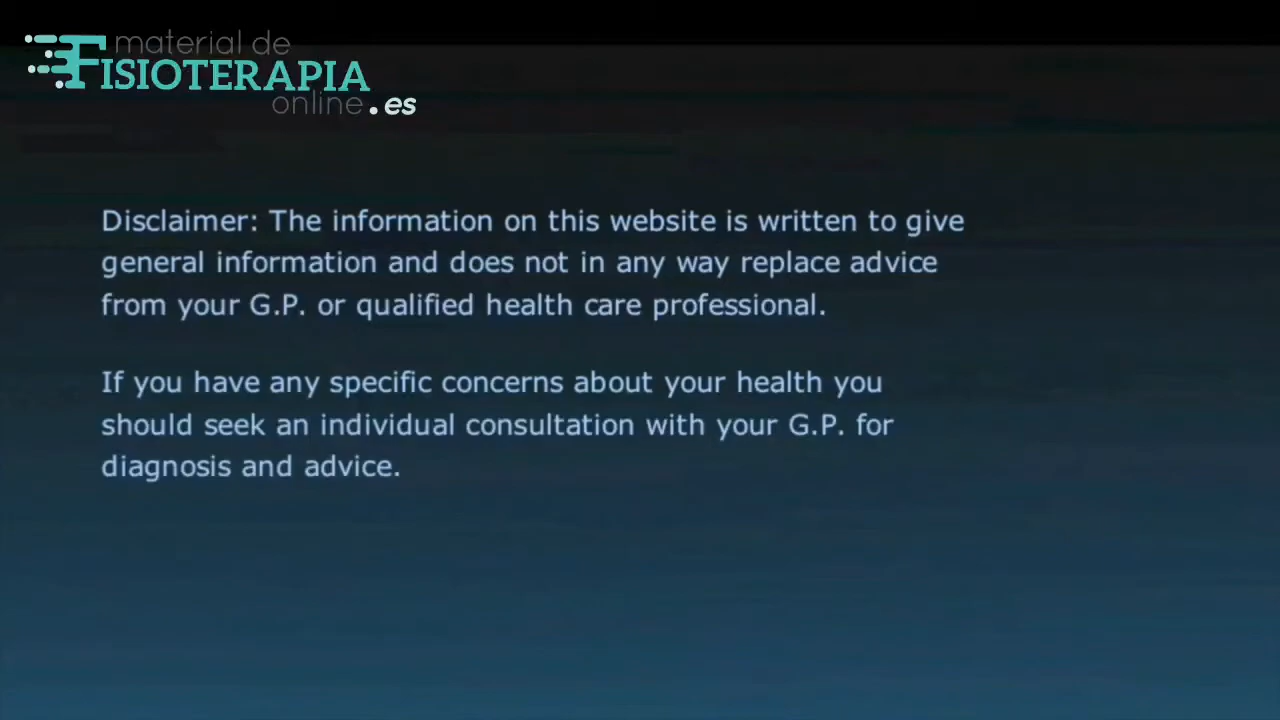 material de
FISIOTERAPIA
online.es
Disclaimer: The information on this website is written to give
general information and does not in any way replace advice
from your G.P. or qualified health care professional.
If you have any specific concerns about your health you
should seek an individual consultation with your G.P. for
diagnosis and advice.